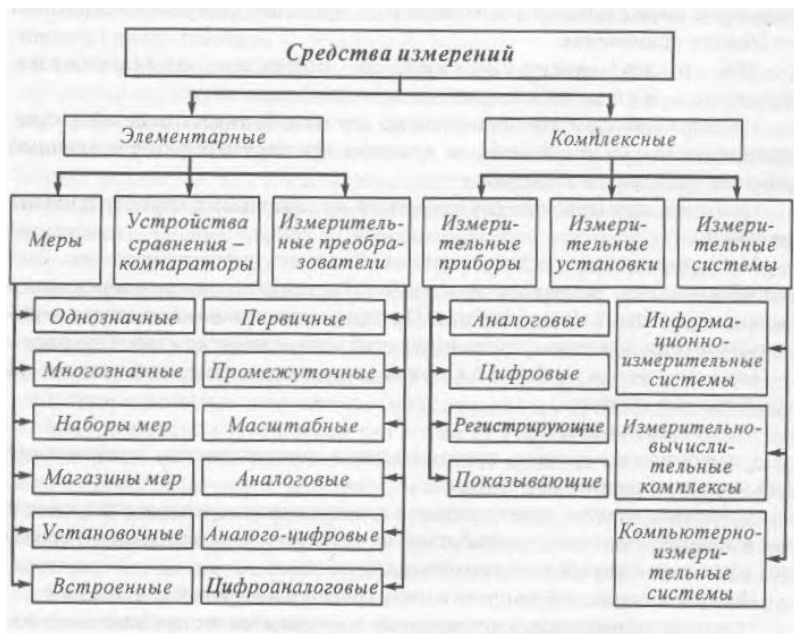 Средства измерений
Элементарные
Комплексные
Меры
Устройства
сравнения –
компараторы
Измеритель-
ные преобра-
зователи
Измери-
тельные
приборы
Измери-
тельные
установки
Измери-
тельные
системы
Однозначные
Многозначные
Наборы мер
Магазины мер
Установочные
Встроенные
Первичные
Промежуточные
Масштабные
Аналоговые
Аналого-цифровые
Цифроаналоговые
Аналоговые
Цифровые
Регистрирующие
Показывающие
Информа-
ционно-
измерительные
системы
Измерительно-
вычисли-
тельные
комплексы
Компьютерно-
измери-
тельные
системы